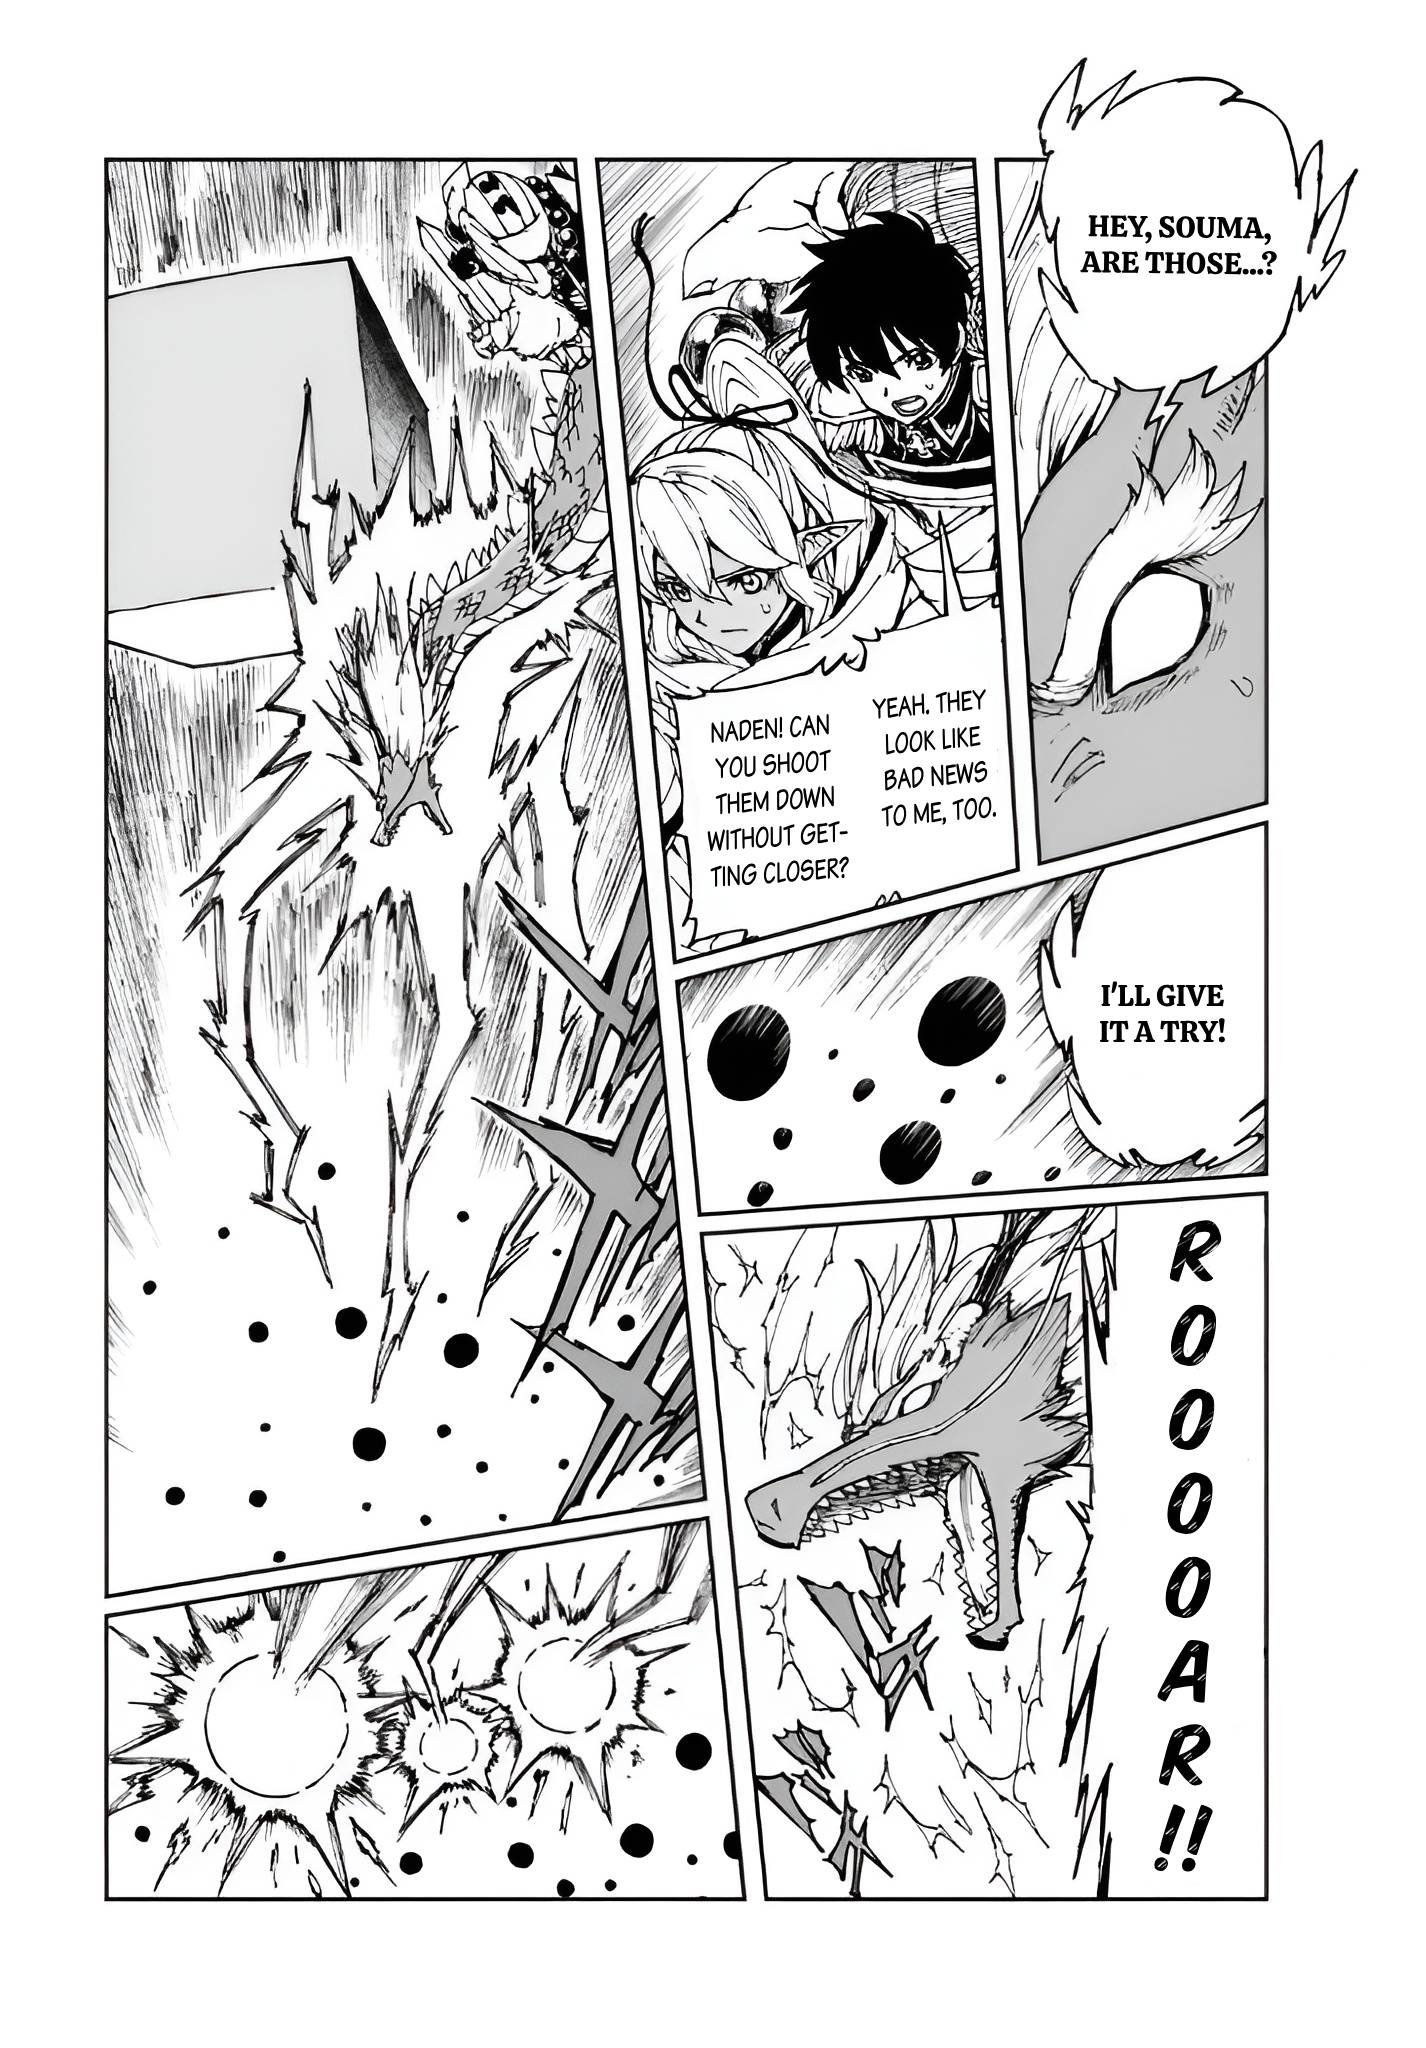 HEY, SOUMA,
ARE THOSE...?
YEAH. THEY
LOOK LIKE
BAD NEWS
TO ME, TOO.
NADEN! CAN
YOU SHOOT
THEM DOWN
WITHOUT GET-
TING CLOSER?
I'LL GIVE
IT A TRY!
ROOOOAR!!